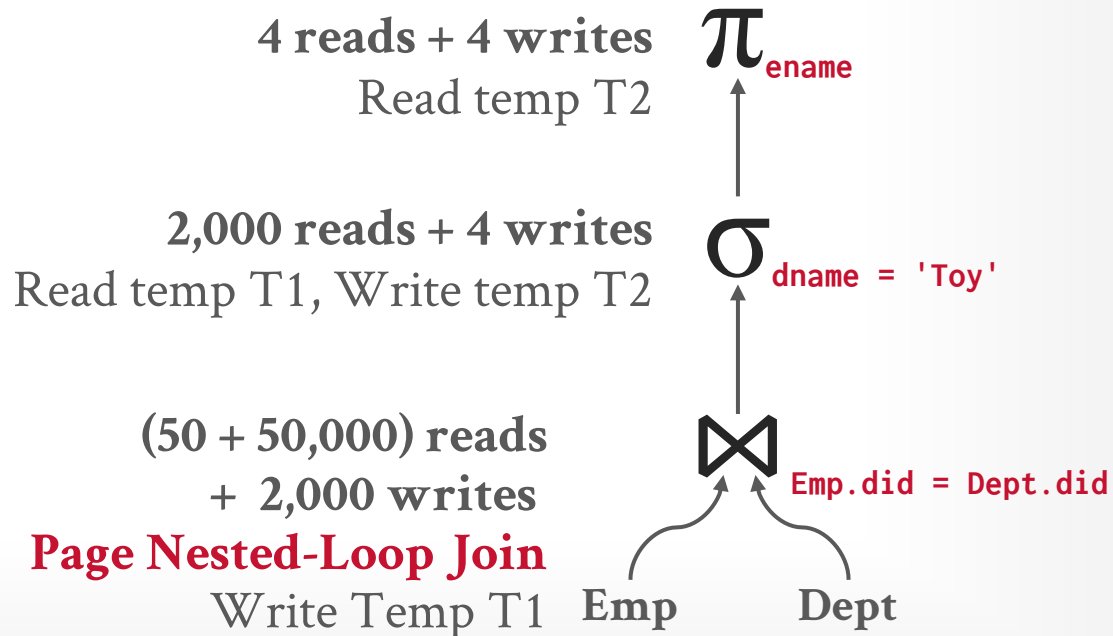 4 reads + 4 writes
π ename
Read temp T2
2,000 reads + 4 writes
σ dname = 'Toy'
Read temp T1, Write temp T2
(50 + 50,000) reads
+ 2,000 writes
⋈ Emp.did = Dept.did
Page Nested-Loop Join
Write Temp T1
Emp
Dept